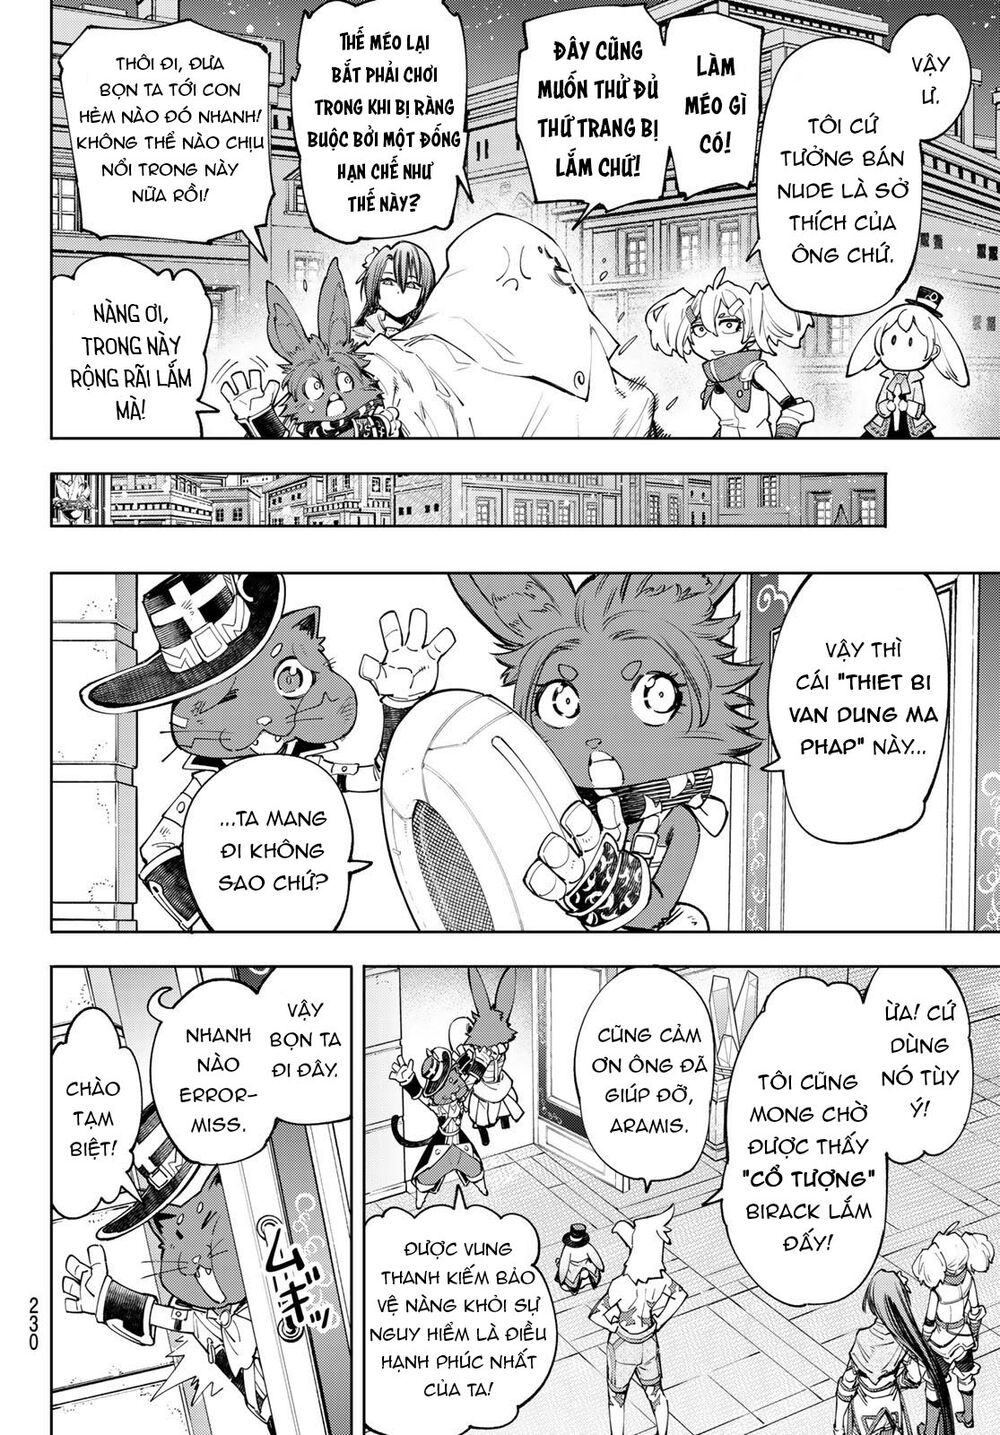 VẬY
Ư.
TÔI CỨ
TƯỞNG BÁN
NUDE LÀ SỞ
THÍCH CỦA
ÔNG CHỨ.
LÀM
MÉO GÌ
CÓ!
ĐÂY CŨNG
MUỐN THỬ ĐỦ
THỨ TRANG BỊ
LẮM CHỨ!
THẾ MÉO LẠI
BẮT PHẢI CHƠI
TRONG KHI BỊ RÀNG
BUỘC BỞI MỘT ĐỐNG
HẠN CHẾ NHƯ
THẾ NÀY?
THÔI ĐI, ĐƯA
BỌN TA TỚI CON
HẺM NÀO ĐÓ NHANH!
KHÔNG THỂ NÀO CHỊU
NỔI TRONG NÀY
NỮA RỒI!
NÀNG ƠI,
TRONG NÀY
RỘNG RÃI LẮM
MÀ!
VẬY THÌ
CÁI "THIET BI
VAN DUNG MA
PHAP" NÀY...
MOM
...TA MANG
ĐI KHÔNG
SAO CHỨ?
ỪA! CỨ
DÙNG
NÓ TÙY
Ý!
TÔI CŨNG
MONG CHỜ
ĐƯỢC THẤY
"CỔ TƯỢNG"
BIRACK LẮM
ĐẤY!
CŨNG CẢM
ƠN ÔNG ĐÃ
GIÚP ĐỠ,
ARAMIS.
ĐƯỢC VUNG
THANH KIẾM BẢO
VỆ NÀNG KHỎI SỰ
NGUY HIỂM LÀ ĐIỀU
HẠNH PHÚC NHẤT
CỦA TA!
VẬY
BỌN TA
ĐI ĐÂY.
NHANH
NÀO
ERROR-
MISS.
CHÀO
TẠM
BIỆT!
ムギッ
230